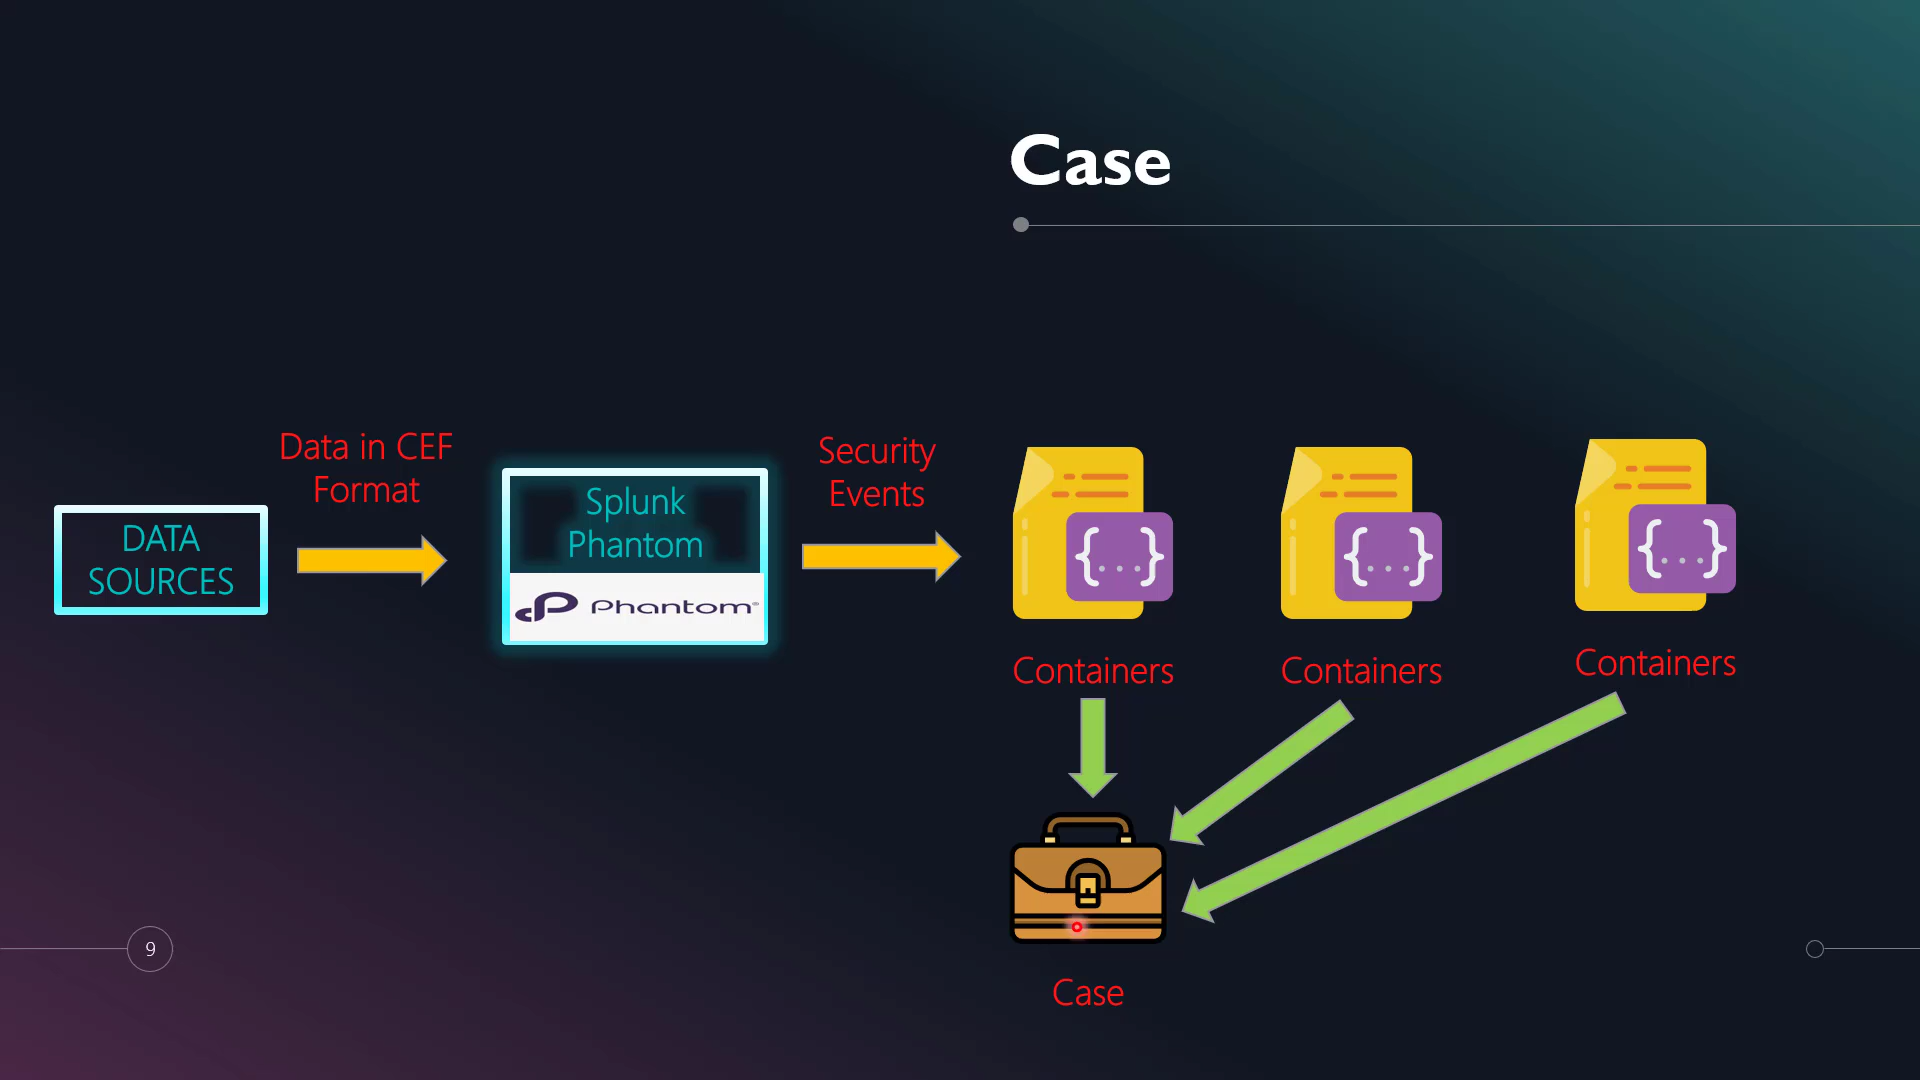 Case
Data in CEF
Format
Security
Events
DATA
SOURCES
Splunk
Phantom
Phantom®
{...}
{...}
{...}
Containers
Containers
Containers
9
Case